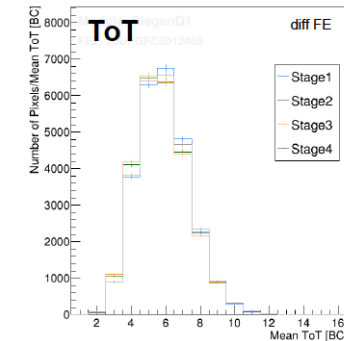 ToT
diff FE
Number of Pixels/Mean ToT [BC]
8000
7000
6000
5000
4000
3000
2000
1000
0
Stage1
Stage2
Stage3
Stage4
2 4 6 8 10 12 14 16
Mean ToT [BC]